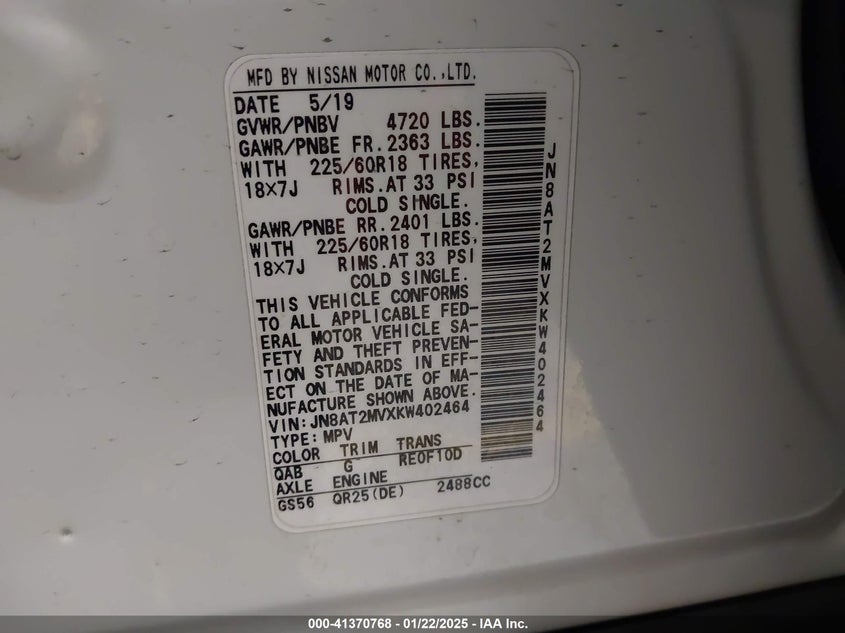 MFD BY NISSAN MOTOR CO.,LTD.
DATE 5/19
GVWR/PNBV 4720 LBS.
GAWR/PNBE FR. 2363 LBS.
WITH 225/60R18 TIRES,
18×7J RIMS.AT 33 PSI
COLD SINGLE.
GAWR/PNBE RR. 2401 LBS.
WITH 225/60R18 TIRES,
18×7J RIMS.AT 33 PSI
COLD SINGLE.
THIS VEHICLE CONFORMS
TO ALL APPLICABLE FED-
ERAL MOTOR VEHICLE SA-
FETY AND THEFT PREVEN-
TION STANDARDS IN EFF-
ECT ON THE DATE OF MA-
NUFACTURE SHOWN ABOVE.
VIN:JN8AT2MVXKW402464
TYPE:MPV
COLOR TRIM TRANS
QAB G RE0F10D
AXLE ENGINE
GS56 QR25(DE) 2488CC
JN8AT2MVXKW402464
000-41370768 - 01/22/2025 - IAA Inc.